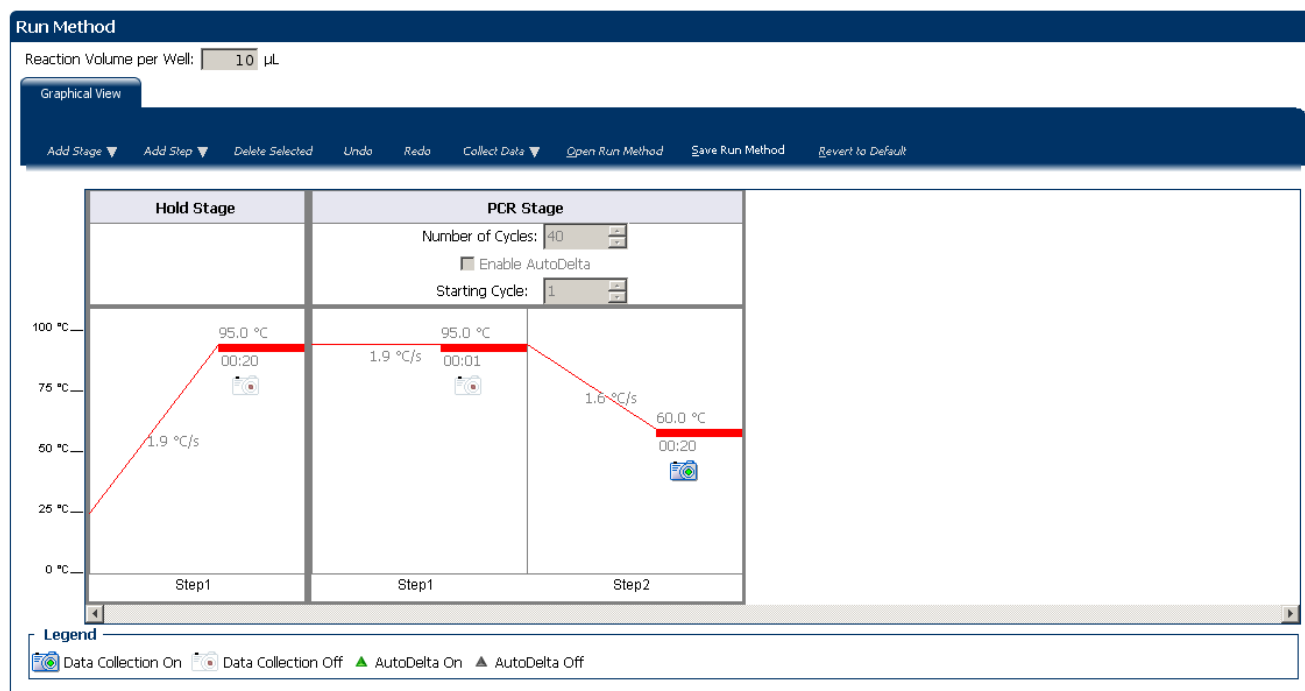 Run Method
Reaction Volume per Well: 10 µL
Graphical View
Add Stage Add Step Delete Selected Undo Redo Collect Data Open Run Method Save Run Method Revert to Default
Hold Stage PCR Stage
Number of Cycles: 40
Enable AutoDelta
Starting Cycle: 1
100 °C
95.0 °C 95.0 °C
1.9 °C/s
00:20 00:01
75 °C
1.6 °C/s
60.0 °C
1.9 °C/s
00:20
50 °C
25 °C
0 °C
Step1 Step1 Step2
Legend
Data Collection On Data Collection Off AutoDelta On AutoDelta Off